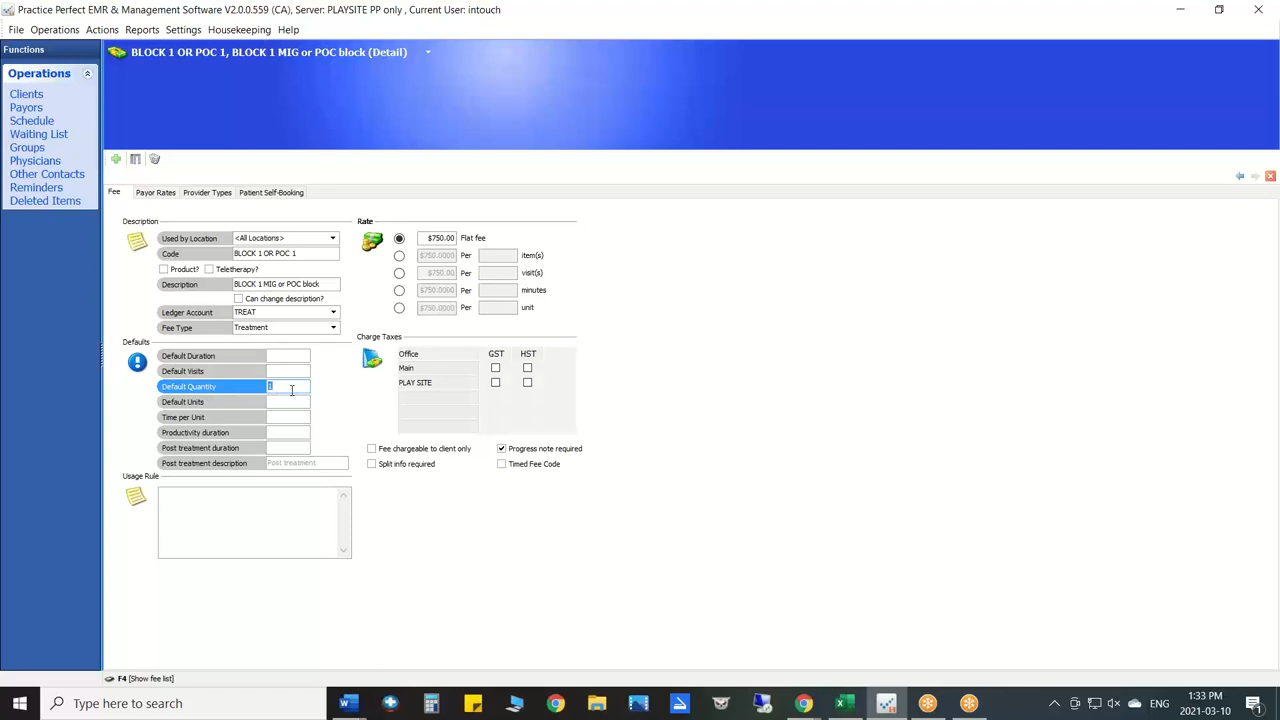 Practice Perfect EMR & Management Software V2.0.0.559 (CA), Server: PLAYSITE PP only , Current User: intouch
File Operations Actions Reports Settings Housekeeping Help
Functions
BLOCK 1 OR POC 1, BLOCK 1 MIG or POC block (Detail)
Operations
Clients
Payors
Schedule
Waiting List
Groups
Physicians
Other Contacts
Reminders
Deleted Items
Fee Payor Rates Provider Types Patient Self-Booking
Description
Used by Location <All Locations>
Code BLOCK 1 OR POC 1
Product? Teletherapy?
Description BLOCK 1 MIG or POC block
Can change description?
Ledger Account TREAT
Fee Type Treatment
Defaults
Default Duration
Default Visits
Default Quantity 1
Default Units
Time per Unit
Productivity duration
Post treatment duration
Post treatment description Post treatment
Usage Rule
Rate
$750.00 Flat fee
$750.0000 Per item(s)
$750.00 Per visit(s)
$750.0000 Per minutes
$750.0000 Per unit
Charge Taxes
Office GST HST
Main
PLAY SITE
Fee chargeable to client only Progress note required
Split info required Timed Fee Code
F4 [Show fee list]
Type here to search
ENG
1:33 PM
2021-03-10
1